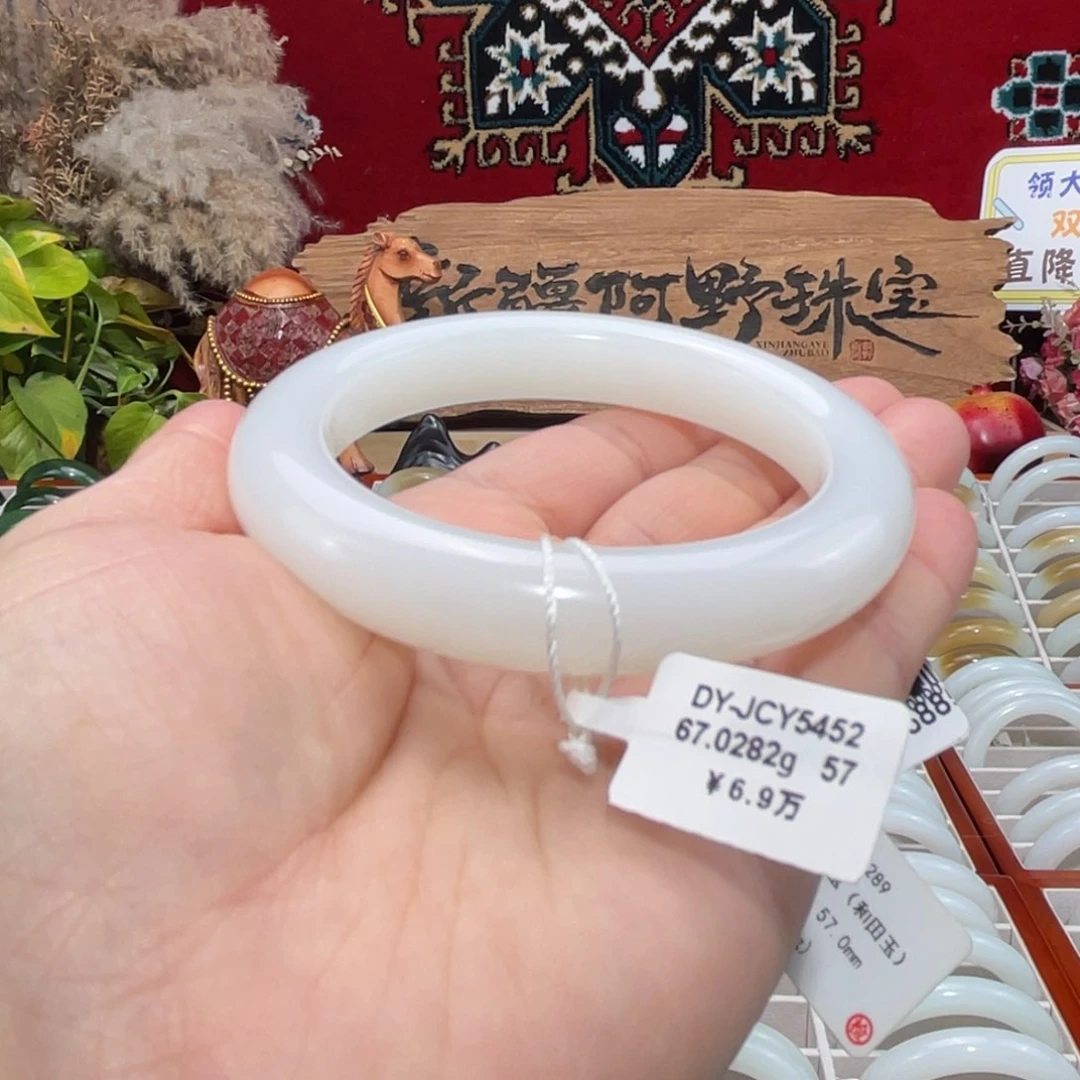 领大
双
直降
新疆阿野珠宝
XINJIANGAYE
ZHUBAO
DY-JCY5452
67.0282g 57
￥6.9万
289
（和田玉）
57.0mm